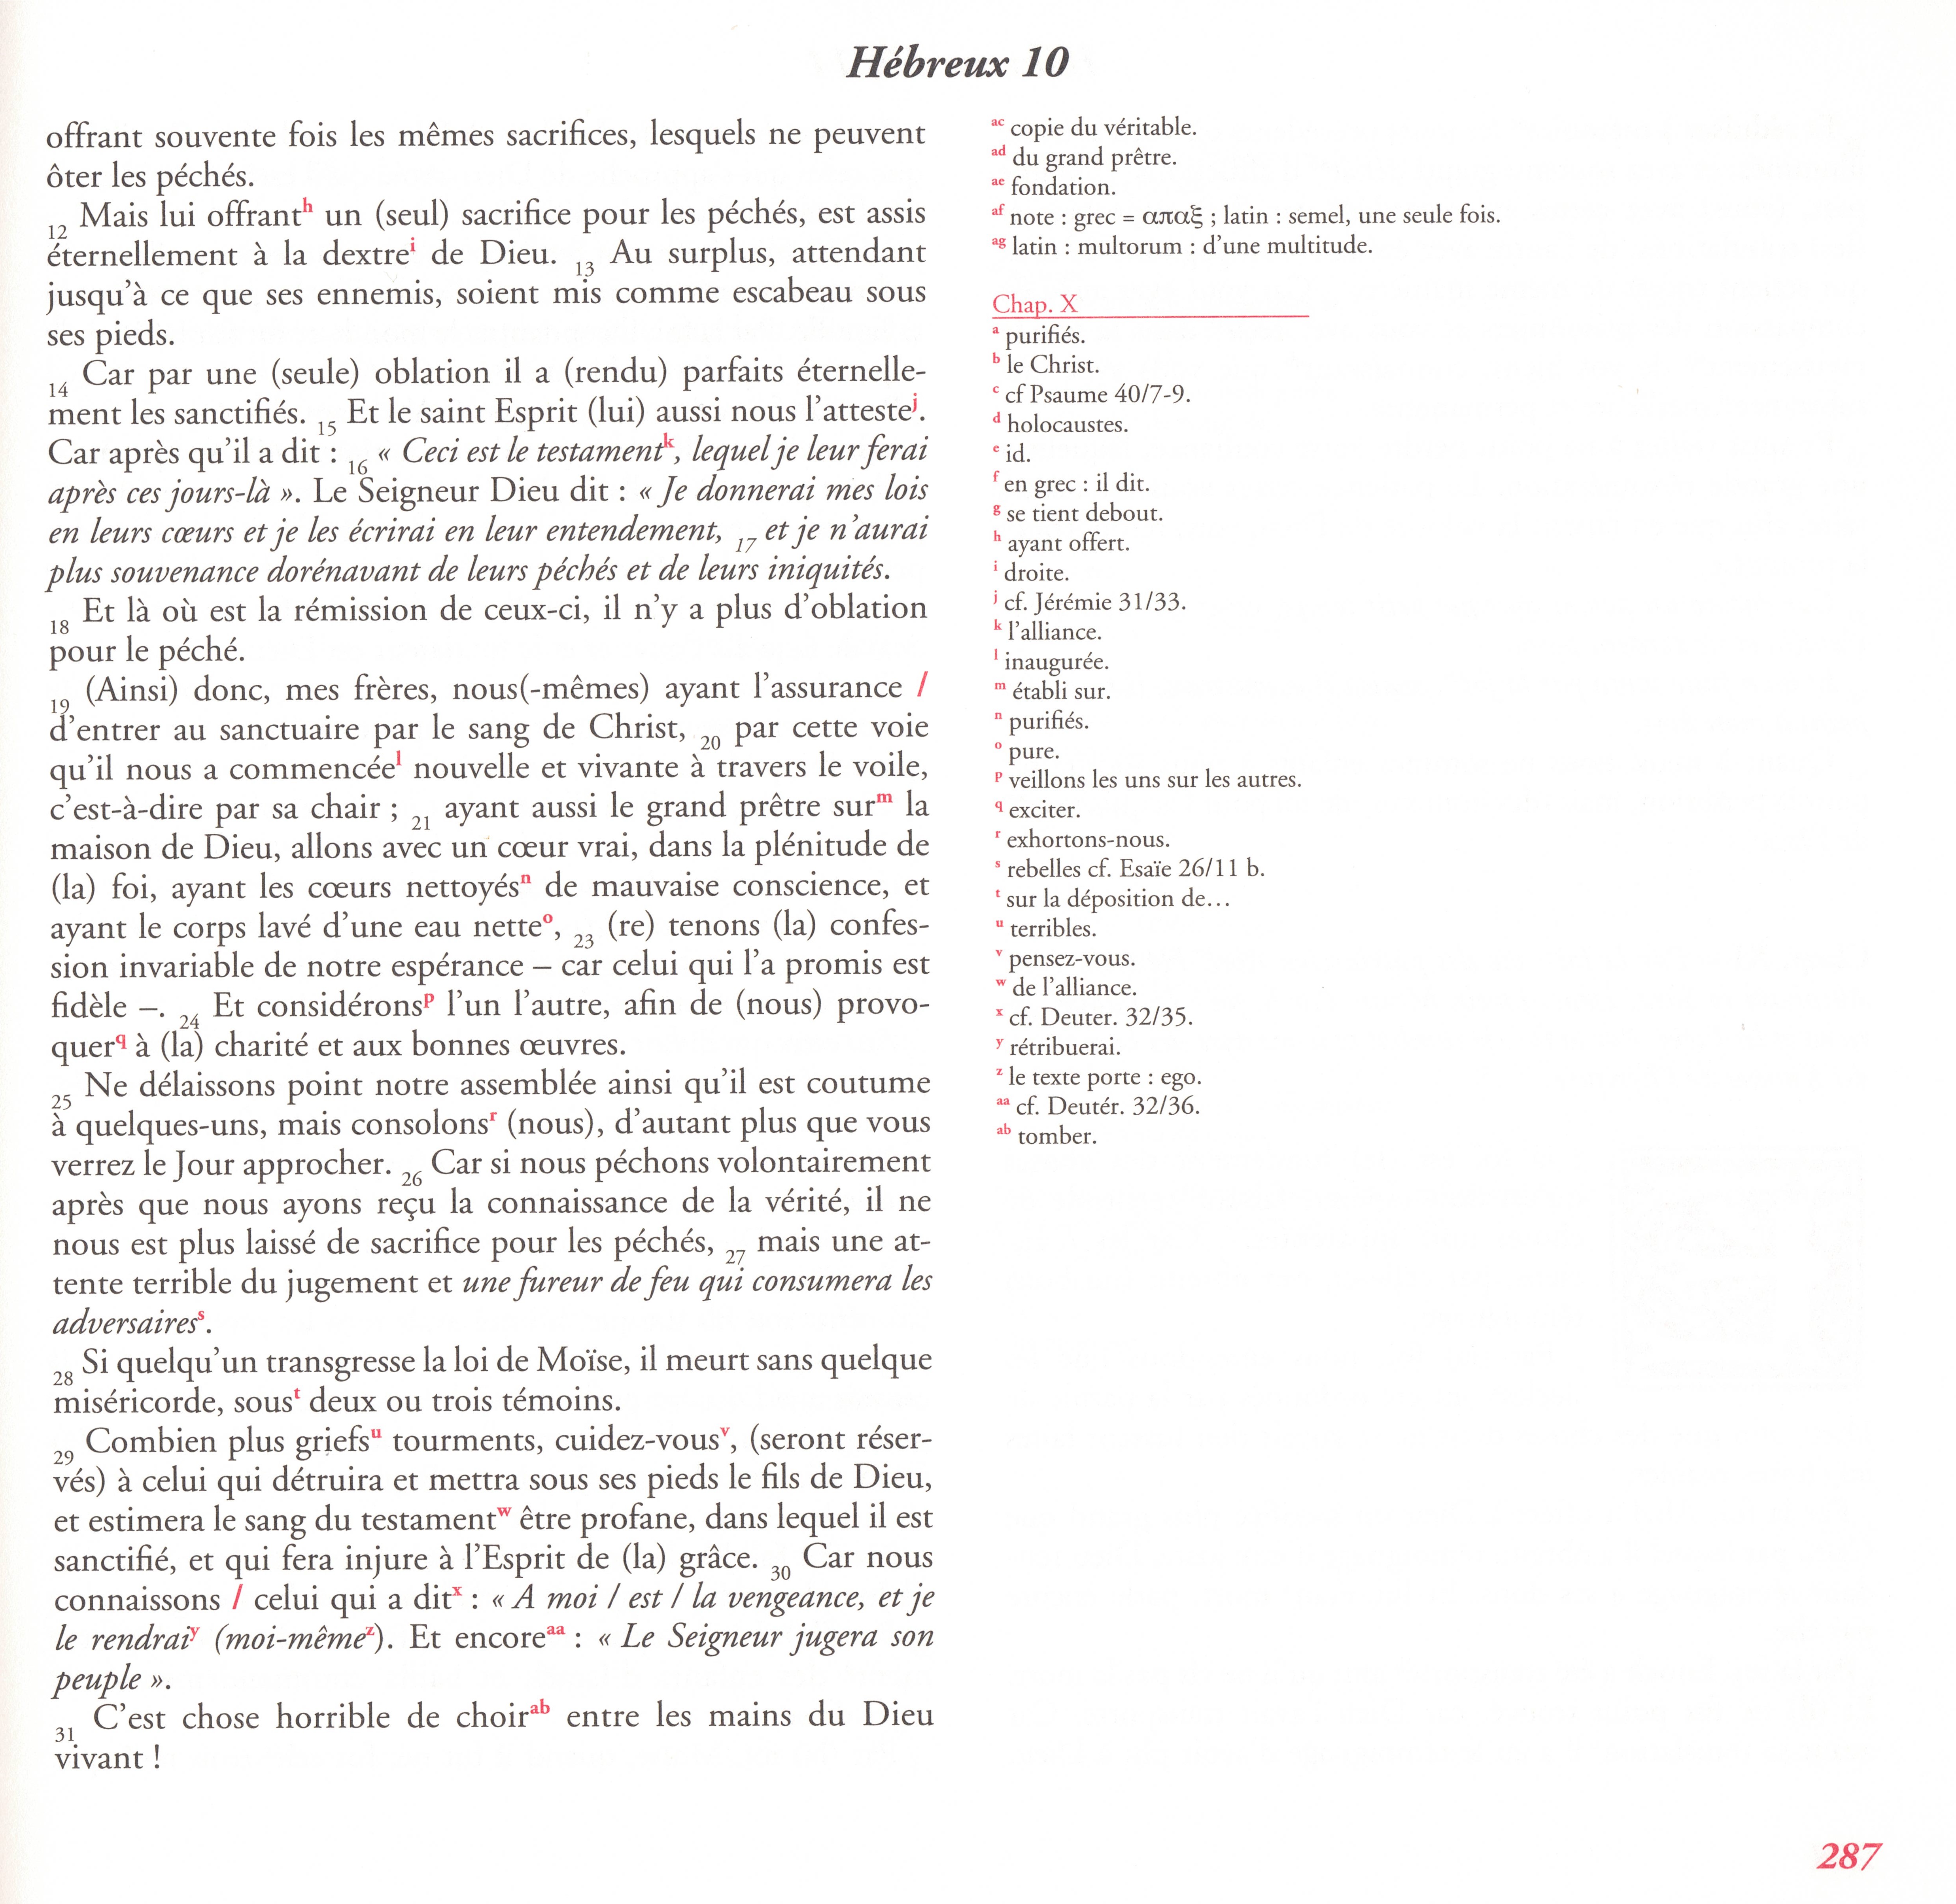 Hébreux 10
offrant souvente fois les mêmes sacrifices, lesquels ne peuvent
ôter les péchés.
12 Mais lui offrant h un (seul) sacrifice pour les péchés, est assis
éternellement à la dextre i de Dieu. 13 Au surplus, attendant
jusqu’à ce que ses ennemis, soient mis comme escabeau sous
ses pieds.
14 Car par une (seule) oblation il a (rendu) parfaits éternelle-
ment les sanctifiés. 15 Et le saint Esprit (lui) aussi nous l’atteste j.
Car après qu’il a dit : 16 « Ceci est le testament k, lequel je leur ferai
après ces jours-là ». Le Seigneur Dieu dit : « Je donnerai mes lois
en leurs cœurs et je les écrirai en leur entendement, 17 et je n’aurai
plus souvenance dorénavant de leurs péchés et de leurs iniquités.
18 Et là où est la rémission de ceux-ci, il n’y a plus d’oblation
pour le péché.
19 (Ainsi) donc, mes frères, nous(-mêmes) ayant l’assurance /
d’entrer au sanctuaire par le sang de Christ, 20 par cette voie
qu’il nous a commencée l nouvelle et vivante à travers le voile,
c’est-à-dire par sa chair ; 21 ayant aussi le grand prêtre sur m la
maison de Dieu, allons avec un cœur vrai, dans la plénitude de
(la) foi, ayant les cœurs nettoyés n de mauvaise conscience, et
ayant le corps lavé d’une eau nette o, 23 (re) tenons (la) confes-
sion invariable de notre espérance – car celui qui l’a promis est
fidèle –. 24 Et considérons p l’un l’autre, afin de (nous) provo-
quer q à (la) charité et aux bonnes œuvres.
25 Ne délaissons point notre assemblée ainsi qu’il est coutume
à quelques-uns, mais consolons r (nous), d’autant plus que vous
verrez le Jour approcher. 26 Car si nous péchons volontairement
après que nous ayons reçu la connaissance de la vérité, il ne
nous est plus laissé de sacrifice pour les péchés, 27 mais une at-
tente terrible du jugement et une fureur de feu qui consumera les
adversaires s.
28 Si quelqu’un transgresse la loi de Moïse, il meurt sans quelque
miséricorde, sous t deux ou trois témoins.
29 Combien plus griefs u tourments, cuidez-vous v, (seront réser-
vés) à celui qui détruira et mettra sous ses pieds le fils de Dieu,
et estimera le sang du testament w être profane, dans lequel il est
sanctifié, et qui fera injure à l’Esprit de (la) grâce. 30 Car nous
connaissons / celui qui a dit x : « A moi / est / la vengeance, et je
le rendrai y (moi-même z). Et encore aa : « Le Seigneur jugera son
peuple ».
31 C’est chose horrible de choir ab entre les mains du Dieu
vivant !
ac copie du véritable.
ad du grand prêtre.
ae fondation.
af note : grec = απαξ ; latin : semel, une seule fois.
ag latin : multorum : d’une multitude.
Chap. X
a purifiés.
b le Christ.
c cf Psaume 40/7-9.
d holocaustes.
e id.
f en grec : il dit.
g se tient debout.
h ayant offert.
i droite.
j cf. Jérémie 31/33.
k l’alliance.
l inaugurée.
m établi sur.
n purifiés.
o pure.
p veillons les uns sur les autres.
q exciter.
r exhortons-nous.
s rebelles cf. Esaïe 26/11 b.
t sur la déposition de…
u terribles.
v pensez-vous.
w de l’alliance.
x cf. Deuter. 32/35.
y rétribuerai.
z le texte porte : ego.
aa cf. Deutér. 32/36.
ab tomber.
287